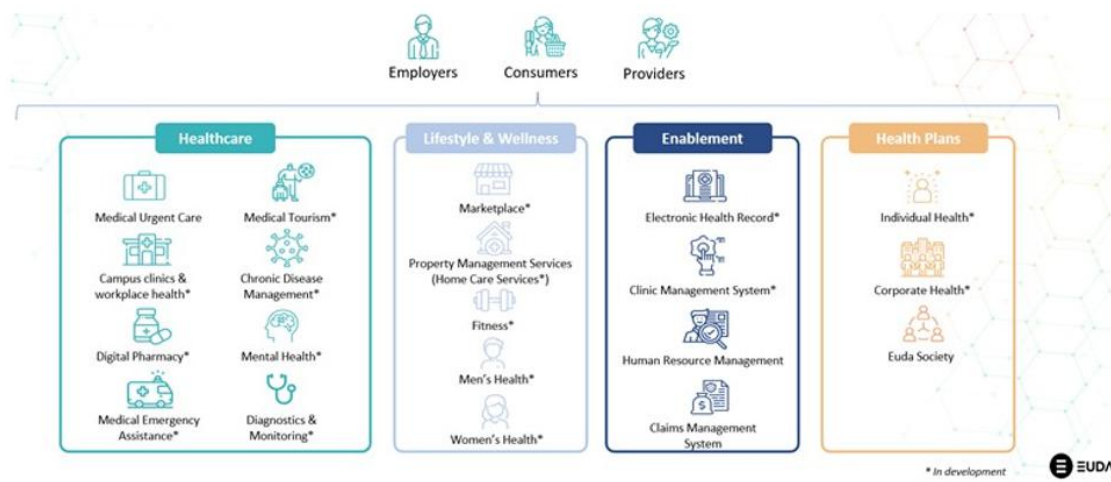 Employers
Consumers
Providers
Healthcare
Medical Urgent Care
Medical Tourism*
Campus clinics &
workplace health*
Chronic Disease
Management*
Digital Pharmacy*
Mental Health*
Medical Emergency
Assistance*
Diagnostics &
Monitoring*
Lifestyle & Wellness
Marketplace*
Property Management Services
(Home Care Services*)
Fitness*
Men's Health*
Women's Health*
Enablement
Electronic Health Record*
Clinic Management System*
Human Resource Management
Claims Management
System
Health Plans
Individual Health*
Corporate Health*
Euda Society
* In development
EUDA